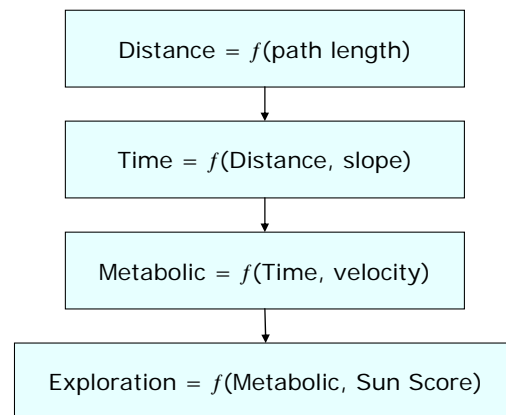 Distance = f(path length)
Time = f(Distance, slope)
Metabolic = f(Time, velocity)
Exploration = f(Metabolic, Sun Score)